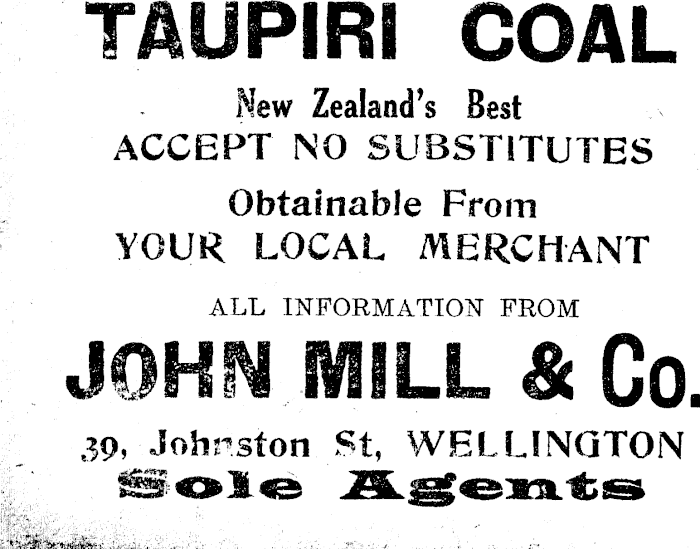 TAUPIRI COAL
New Zealand's Best
ACCEPT NO SUBSTITUTES
Obtainable From
YOUR LOCAL MERCHANT
ALL INFORMATION FROM
JOHN MILL & Co.
39, Johnston St, WELLINGTON
Sole Agents